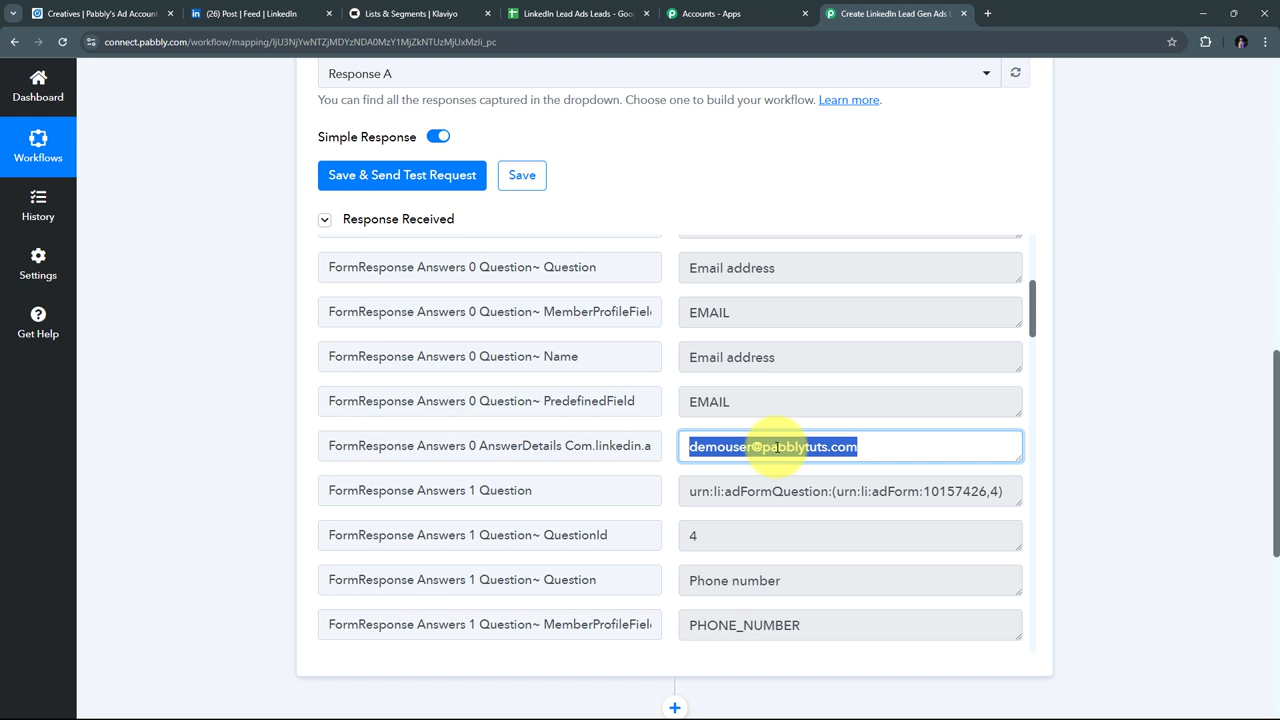 Creatives | Pabbly's Ad Accoun
(26) Post | Feed | LinkedIn
Lists & Segments | Klaviyo
LinkedIn Lead Ads Leads - Goo
Accounts - Apps
Create LinkedIn Lead Gen Ads L
connect.pabbly.com/workflow/mapping/
Dashboard
Workflows
History
Settings
Get Help
Response A
You can find all the responses captured in the dropdown. Choose one to build your workflow. Learn more.
Simple Response
Save & Send Test Request
Save
Response Received
FormResponse Answers 0 Question~ Question
Email address
FormResponse Answers 0 Question~ MemberProfileFiel
EMAIL
FormResponse Answers 0 Question~ Name
Email address
FormResponse Answers 0 Question~ PredefinedField
EMAIL
FormResponse Answers 0 AnswerDetails Com.linkedin.a
demouser@pabblytuts.com
FormResponse Answers 1 Question
urn:li:adFormQuestion:(urn:li:adForm:10157426,4)
FormResponse Answers 1 Question~ QuestionId
4
FormResponse Answers 1 Question~ Question
Phone number
FormResponse Answers 1 Question~ MemberProfileFiel
PHONE_NUMBER